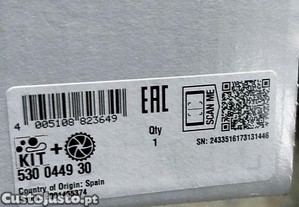 4 005108 823649
EAC
Qty
1
SCAN ME
SN: 2433516173131446
KIT +
530 0449 30
Country of Origin: Spain
CustoJusto.pt